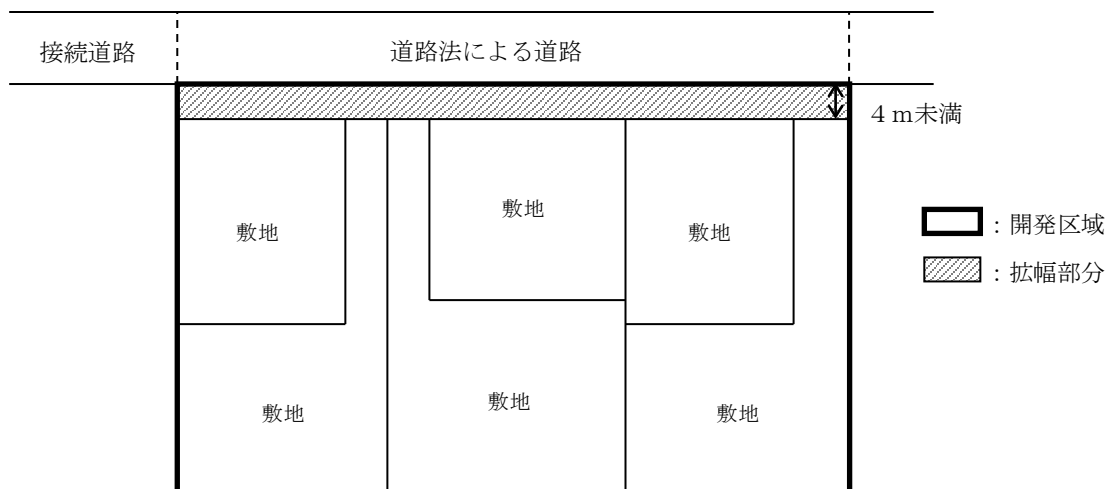 接続道路
道路法による道路
４ｍ未満
敷地
敷地
敷地
：開発区域
：拡幅部分
敷地
敷地
敷地